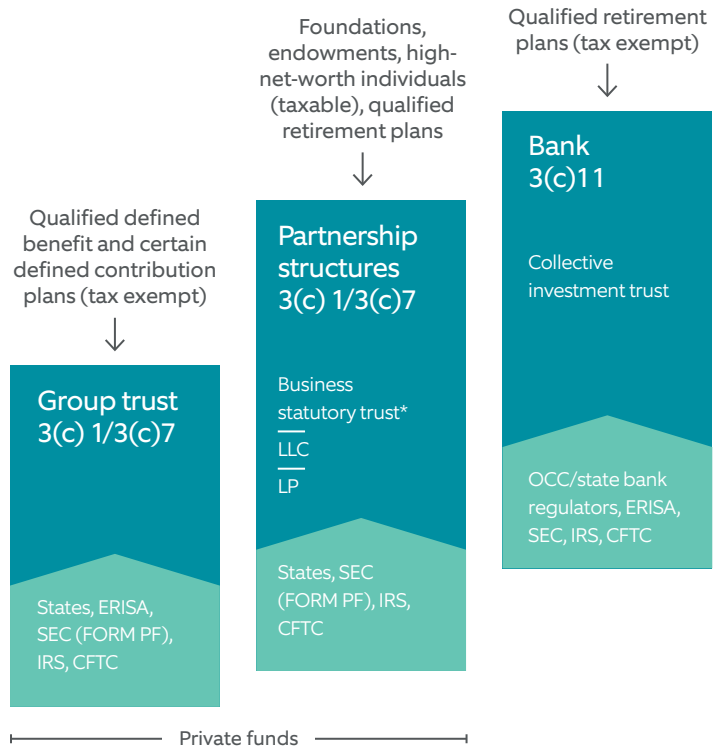 Qualified defined
benefit and certain
defined contribution
plans (tax exempt)
Group trust
3(c) 1/3(c)7
States, ERISA,
SEC (FORM PF),
IRS, CFTC
Foundations,
endowments, high-
net-worth individuals
(taxable), qualified
retirement plans
Partnership
structures
3(c) 1/3(c)7
Business
statutory trust*
LLC
LP
States, SEC
(FORM PF), IRS,
CFTC
Qualified retirement
plans (tax exempt)
Bank
3(c)11
Collective
investment trust
OCC/state bank
regulators, ERISA,
SEC, IRS, CFTC
Private funds